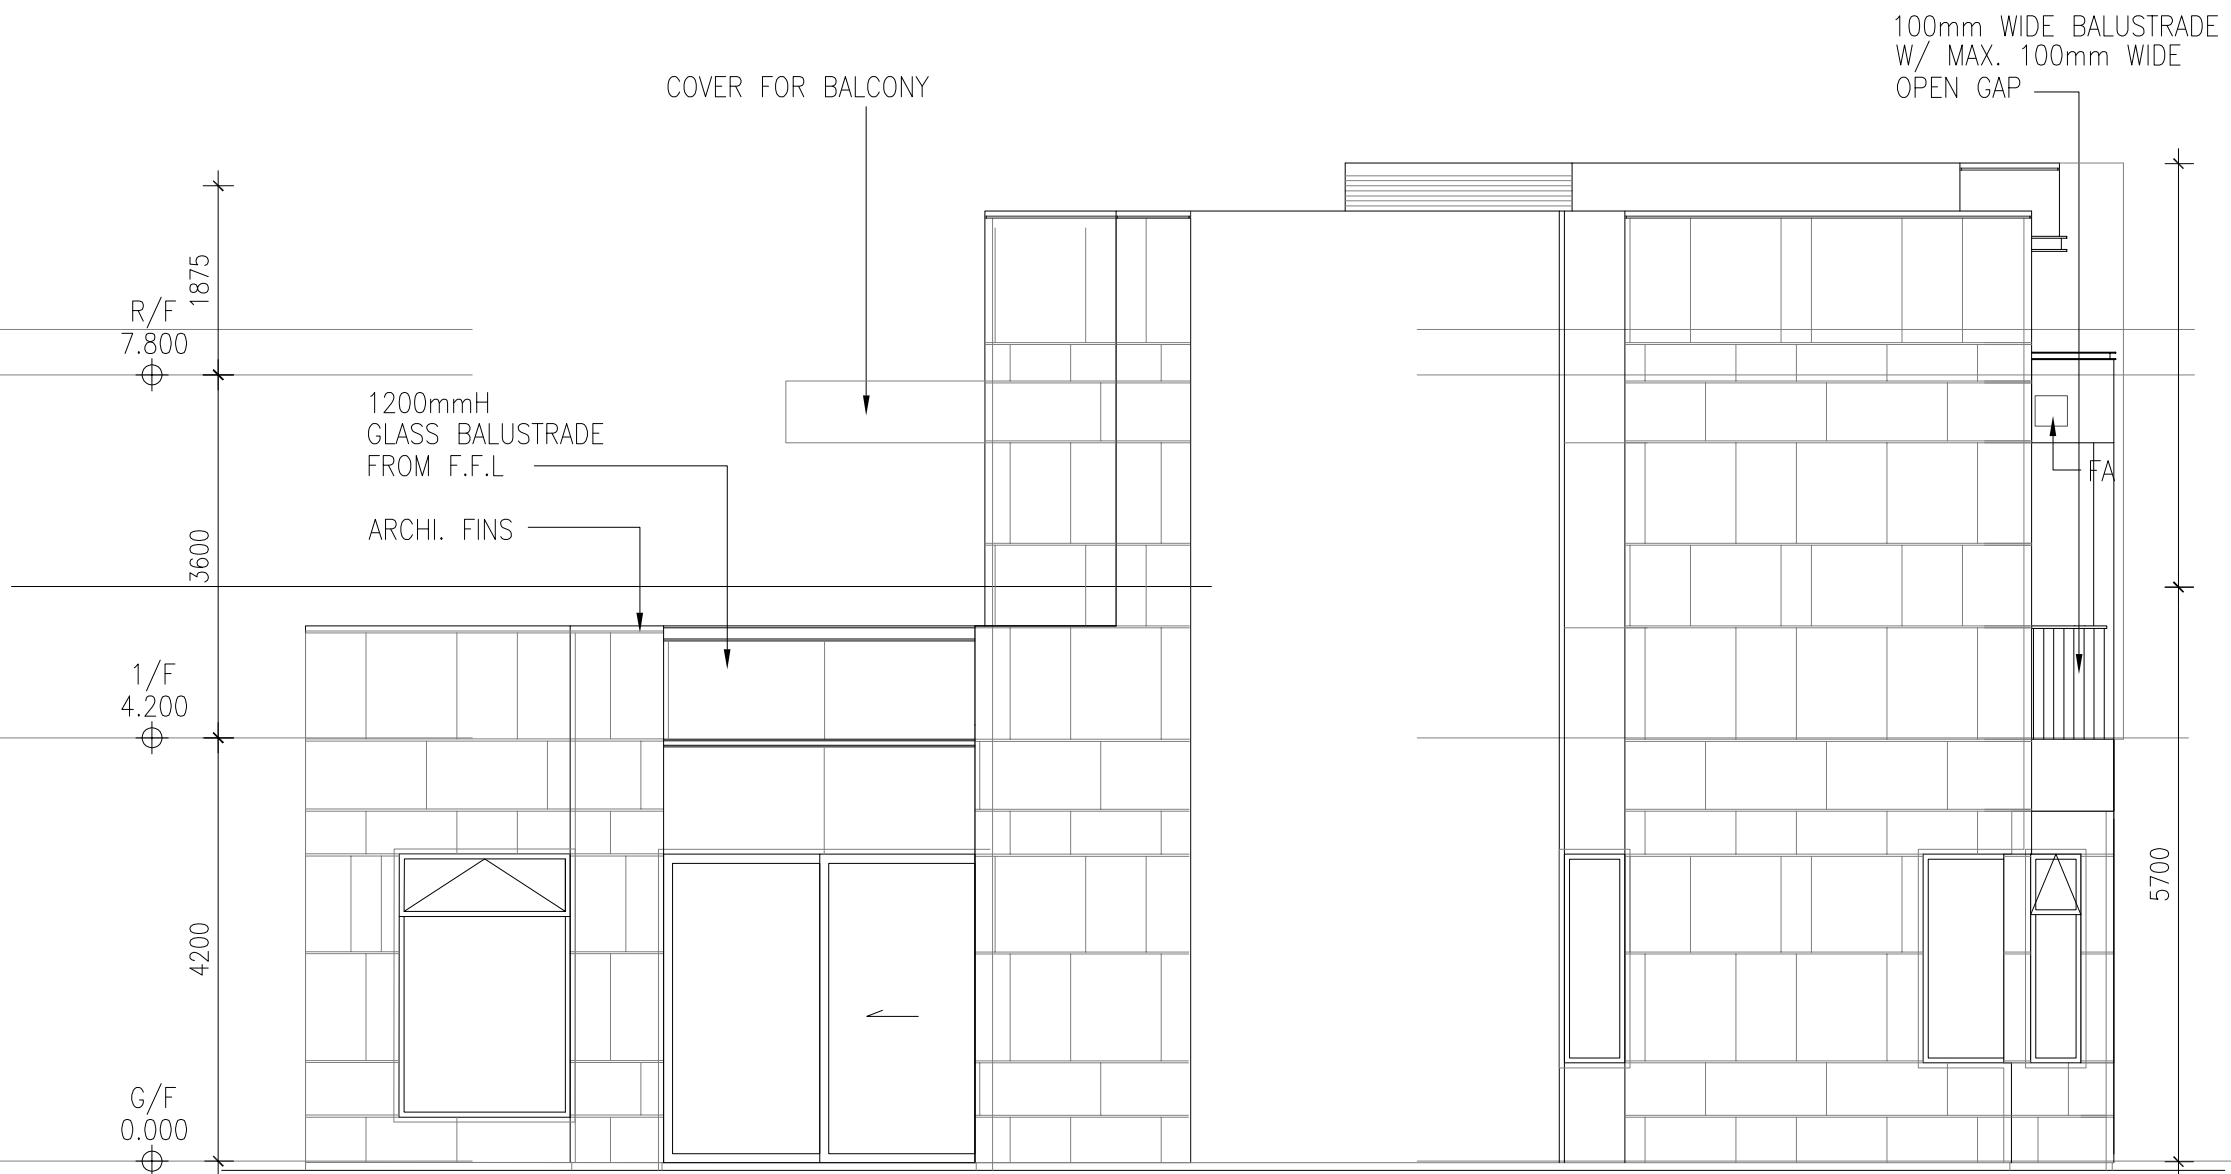 100mm WIDE BALUSTRADE
W/ MAX. 100mm WIDE
OPEN GAP
COVER FOR BALCONY
1875
R/F
7.800
1200mmH
GLASS BALUSTRADE
FROM F.F.L
FA
ARCHI. FINS
3600
1/F
4.200
5700
4200
G/F
0.000